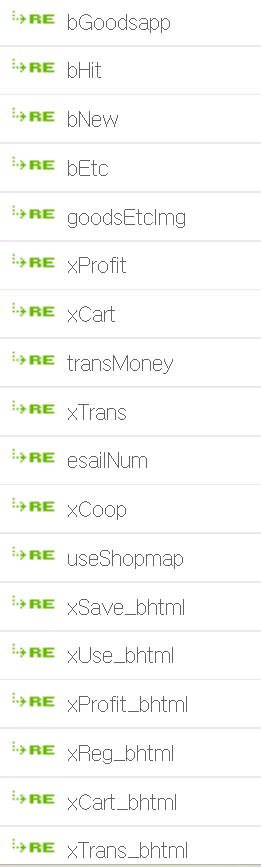 RE bGoodsapp
RE bHit
RE bNew
RE bEtc
RE goodsEtcImg
RE xProfit
RE xCart
RE transMoney
RE xTrans
RE esailNum
RE xCoop
RE useShopmap
RE xSave_bhtml
RE xUse_bhtml
RE xProfit_bhtml
RE xReg_bhtml
RE xCart_bhtml
RE xTrans_bhtml